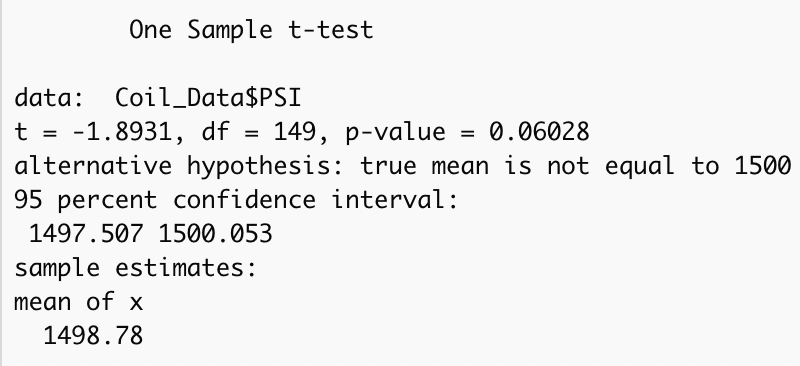 One Sample t-test
data:  Coil_Data$PSI
t = -1.8931, df = 149, p-value = 0.06028
alternative hypothesis: true mean is not equal to 1500
95 percent confidence interval:
1497.507 1500.053
sample estimates:
mean of x
1498.78